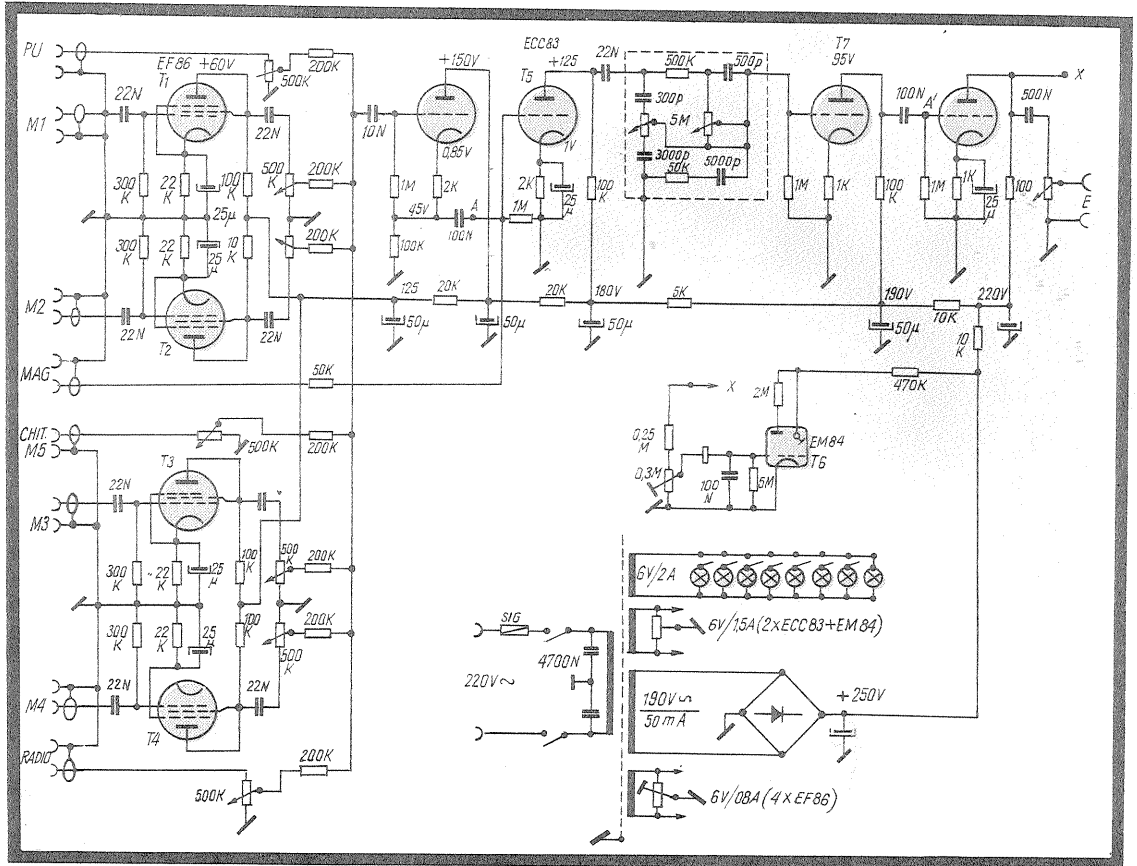 PU
EF86 +60V
T1
500K
200K
22N
M1
22N
300 K
22 K
25µ
100 K
500 K
200K
300 K
22 K
25 µ
10 K
200K
M2
22N
T2
22N
MAG
50K
10N
+150V
0,85V
1M
2K
45V
100K
100N
A
1M
ECC83
T5
+125
1V
2K
25 µ
100 K
22N
500K
500p
300p
5M
3000p
50K
5000p
T7
95V
1M
1K
100 K
100N
A'
1M
1K
25 µ
100
500N
X
E
125
20K
20K
180V
5K
190V
10K
220V
50µ
50µ
50µ
50µ
10 K
470K
2M
X
0,25 M
0,3M
100 N
5M
EM84
T6
CHIT.
M5
500K
200K
T3
22N
M3
300 K
22 K
25 µ
100 K
500 K
200K
300 K
22 K
25 µ
100 K
500 K
200K
M4
22N
T4
22N
RADIO
500K
200K
SIG
220V~
4700N
6V/2A
6V/1,5A (2xECC83+EM84)
190V~
50mA
+250V
6V/08A (4xEF86)